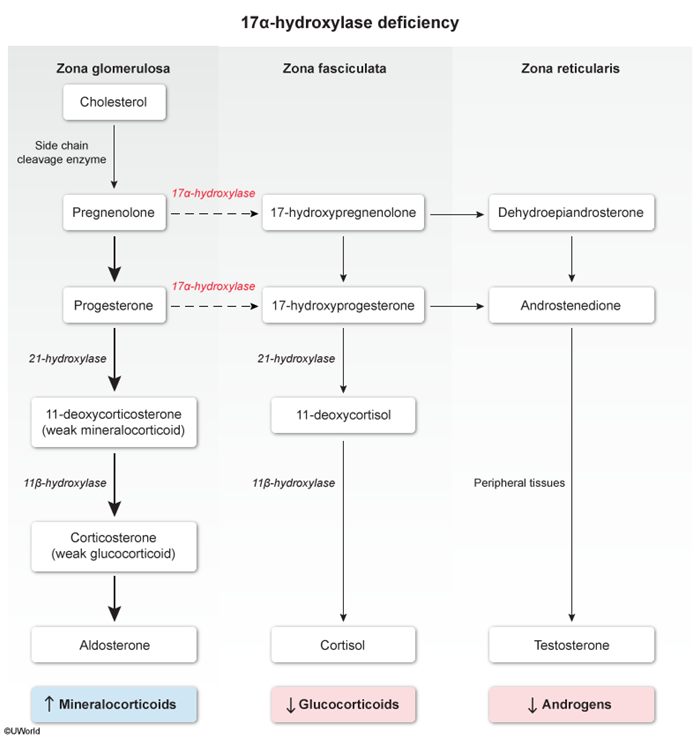 17α-hydroxylase deficiency
Zona glomerulosa
Zona fasciculata
Zona reticularis
Cholesterol
Side chain
cleavage enzyme
17α-hydroxylase
Pregnenolone
17-hydroxypregnenolone
Dehydroepiandrosterone
17α-hydroxylase
Progesterone
17-hydroxyprogesterone
Androstenedione
21-hydroxylase
21-hydroxylase
11-deoxycorticosterone
(weak mineralocorticoid)
11-deoxycortisol
11β-hydroxylase
11β-hydroxylase
Peripheral tissues
Corticosterone
(weak glucocorticoid)
Aldosterone
Cortisol
Testosterone
↑ Mineralocorticoids
↓ Glucocorticoids
↓ Androgens
©UWorld